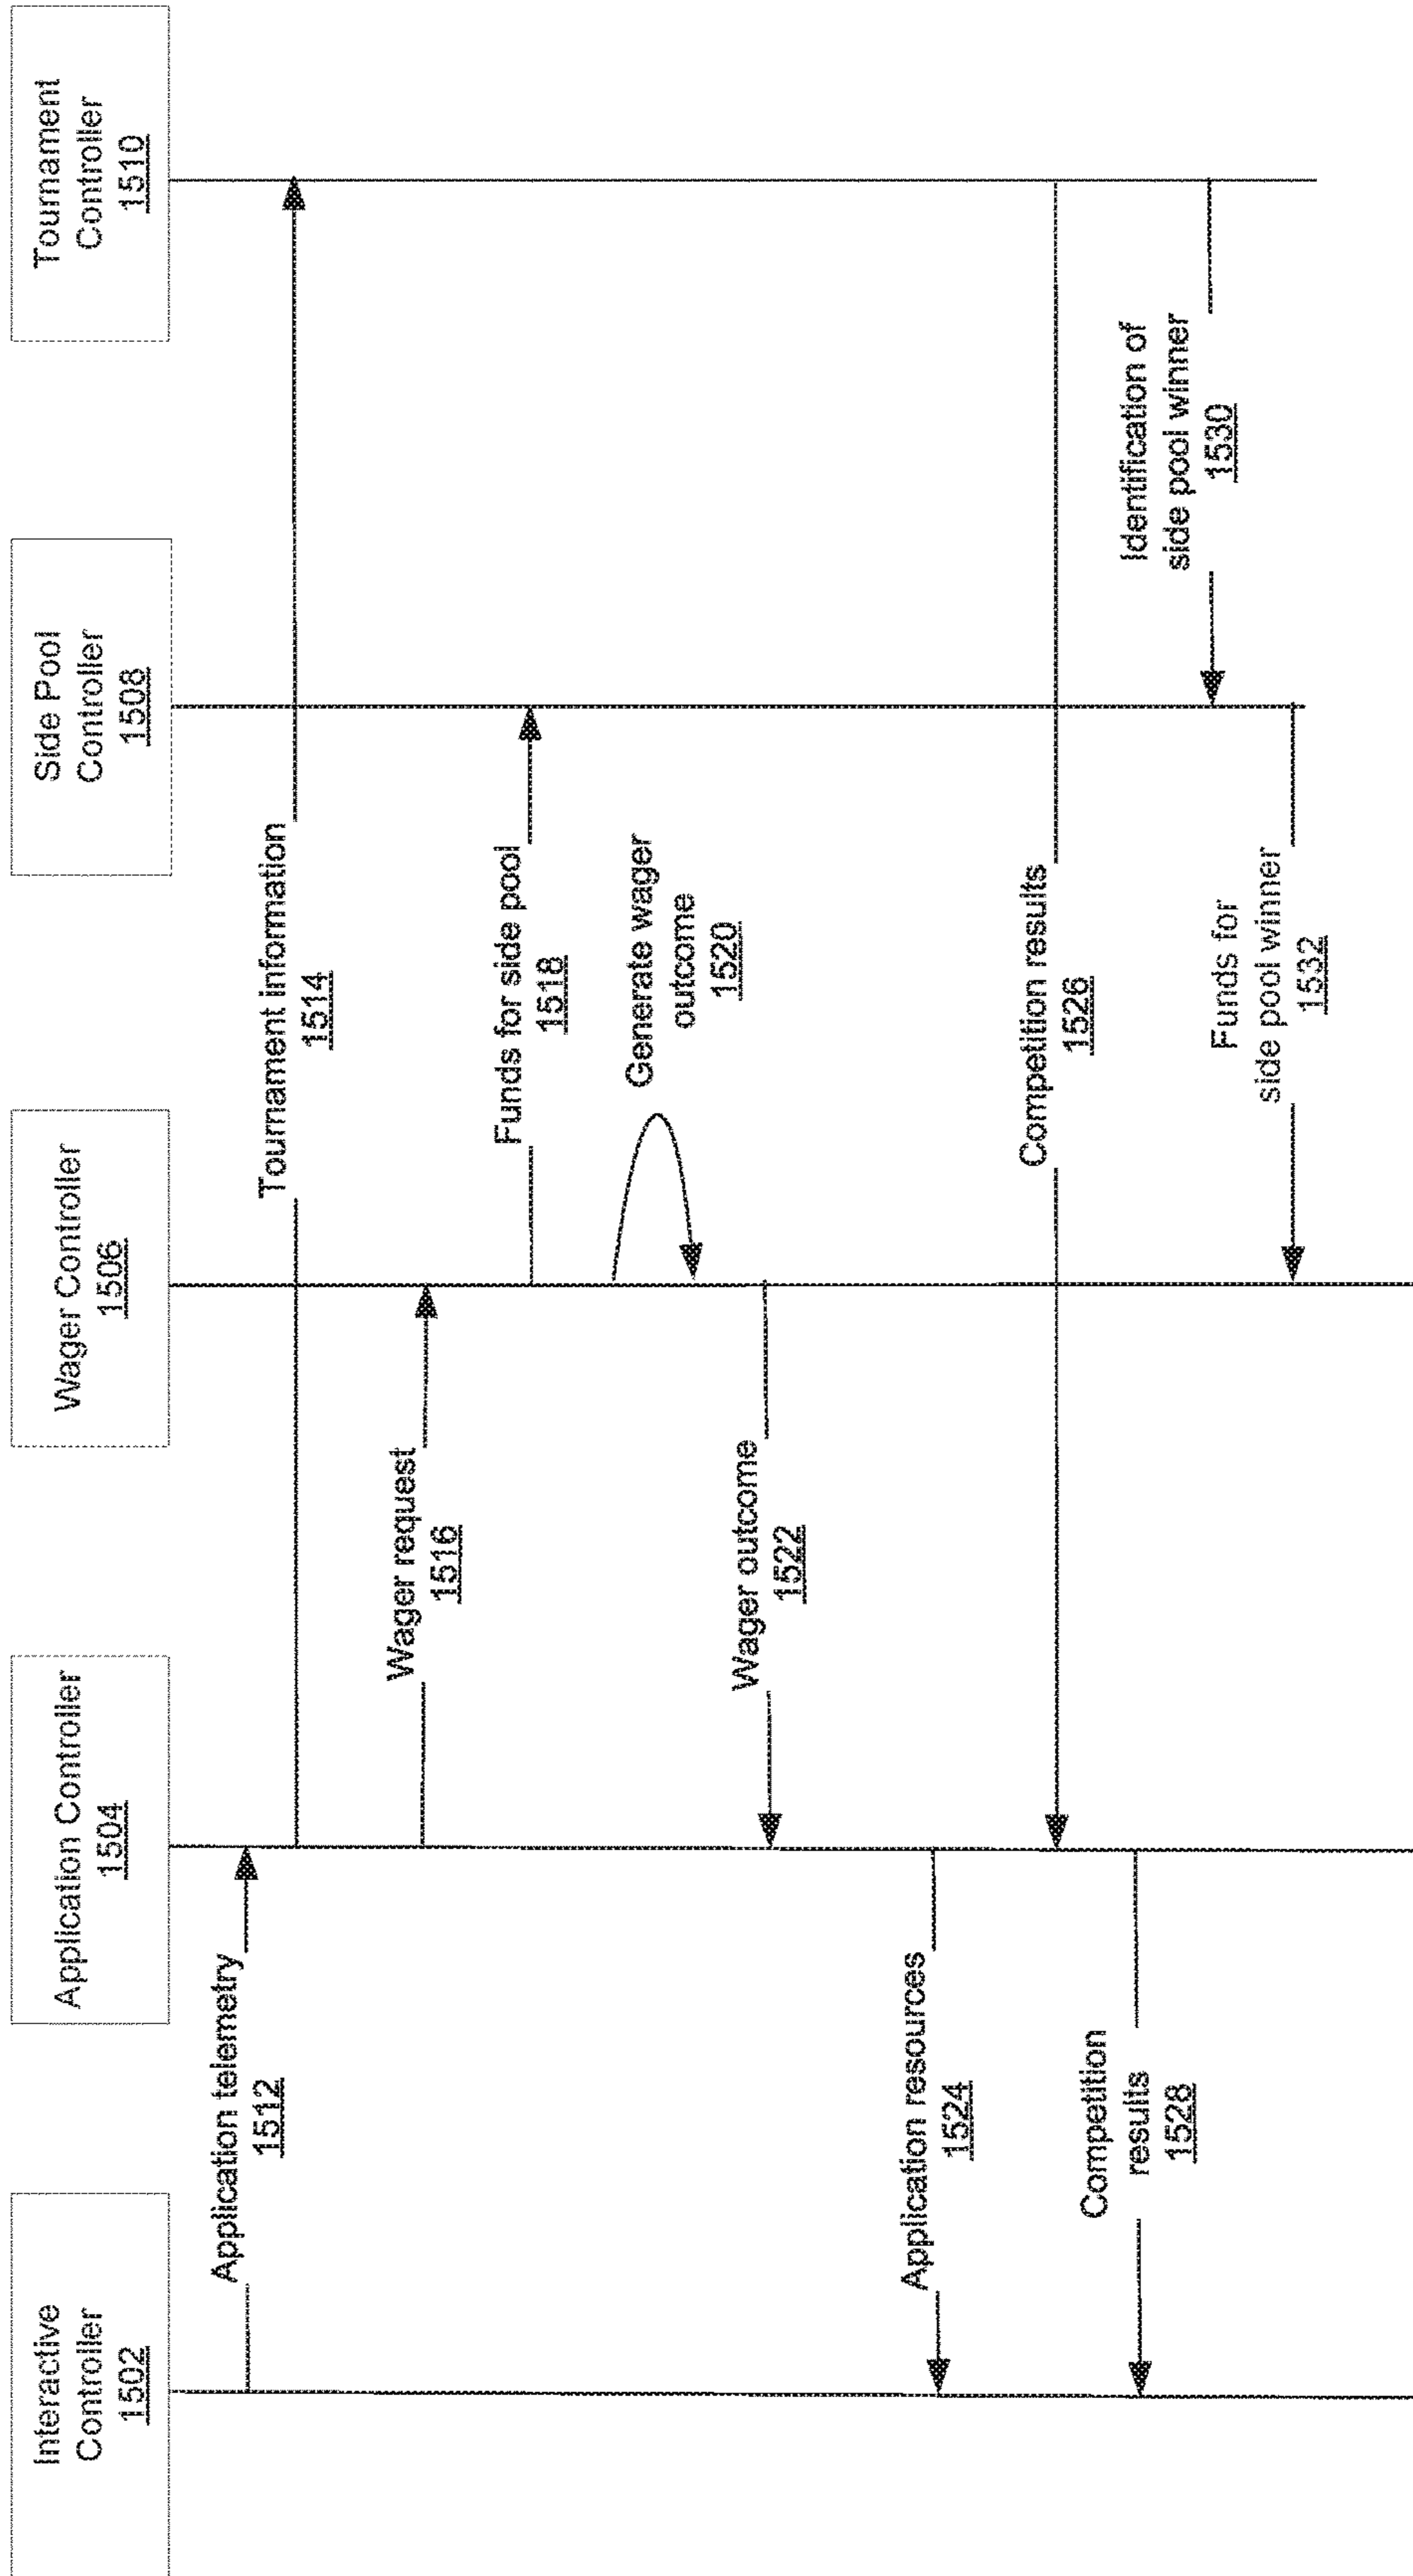 Interactive
Controller
1502
Application Controller
1504
Wager Controller
1506
Side Pool
Controller
1508
Tournament
Controller
1510
Application telemetry
1512
Tournament information
1514
Wager request
1516
Funds for side pool
1518
Generate wager
outcome
1520
Wager outcome
1522
Application resources
1524
Competition results
1526
Competition
results
1528
Identification of
side pool winner
1530
Funds for
side pool winner
1532